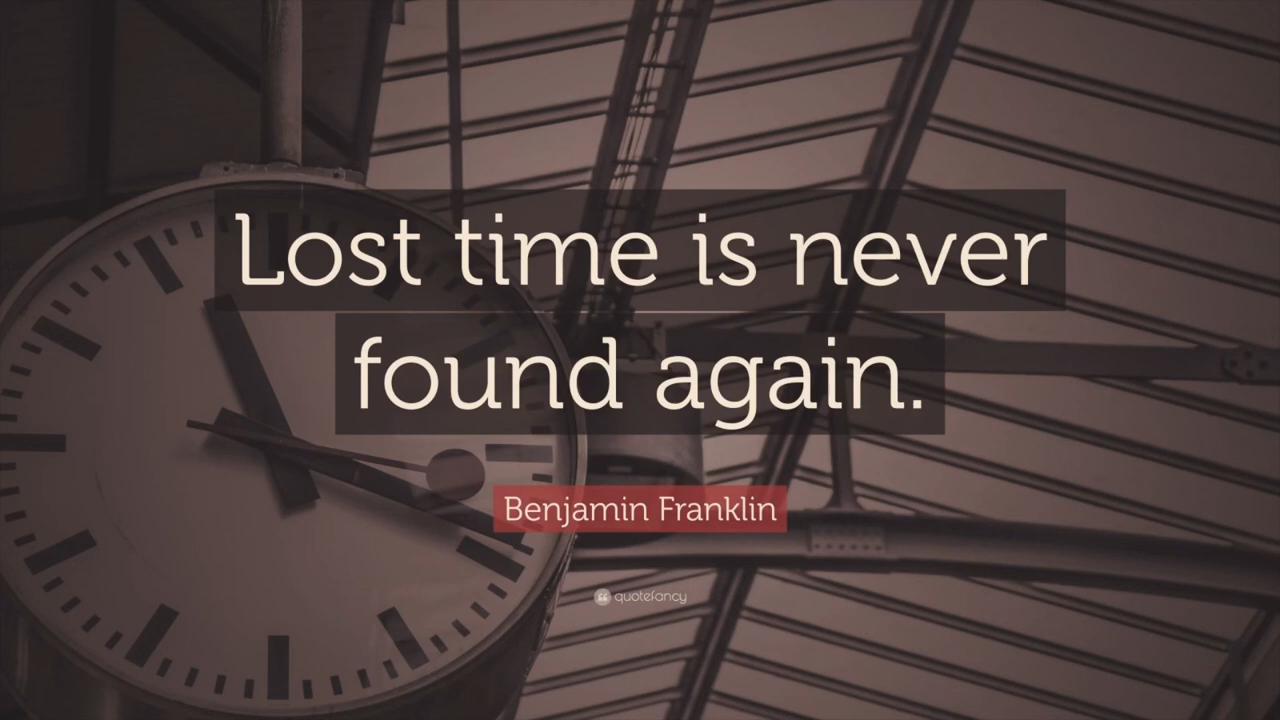 Lost time is never
found again.
Benjamin Franklin
quotefancy